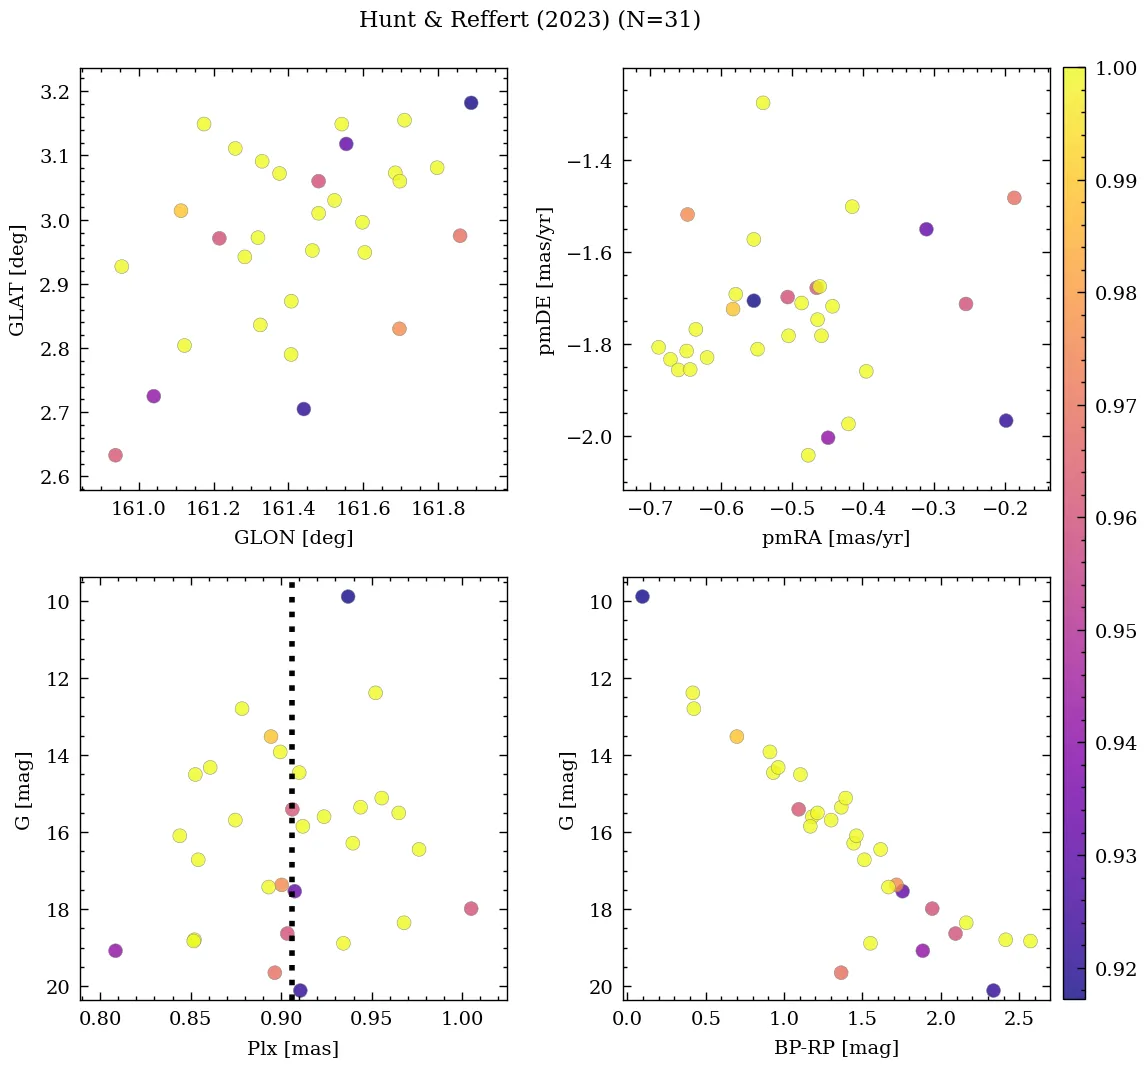 Hunt & Reffert (2023) (N=31)
3.2
3.1
3.0
2.9
2.8
2.7
2.6
GLAT [deg]
161.0 161.2 161.4 161.6 161.8
GLON [deg]
−1.4
−1.6
−1.8
−2.0
pmDE [mas/yr]
−0.7 −0.6 −0.5 −0.4 −0.3 −0.2
pmRA [mas/yr]
10
12
14
16
18
20
G [mag]
0.80 0.85 0.90 0.95 1.00
Plx [mas]
10
12
14
16
18
20
G [mag]
0.0 0.5 1.0 1.5 2.0 2.5
BP-RP [mag]
1.00
0.99
0.98
0.97
0.96
0.95
0.94
0.93
0.92